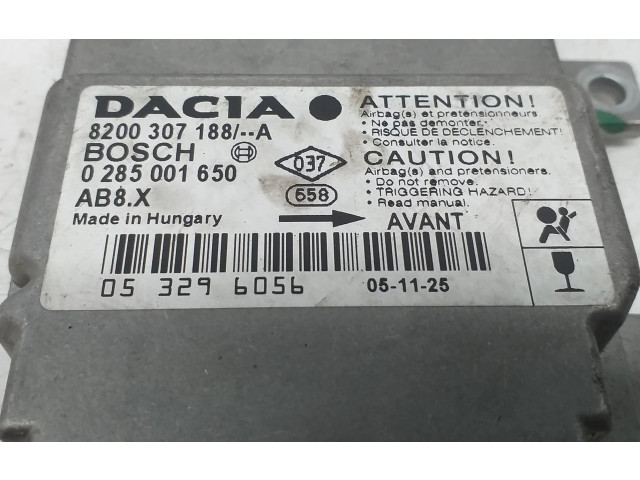 DACIA
8200 307 188/--A
BOSCH
0 285 001 650
AB8.X
Made in Hungary
037
658
AVANT
ATTENTION!
Airbag(s) et pretensionneurs
• Ne pas demonter.
• RISQUE DE DECLENCHEMENT!
• Consulter la notice.
CAUTION!
Airbag(s) and pretensioners.
• Do not remove.
• TRIGGERING HAZARD!
• Read manual.
05 329 6056
05-11-25